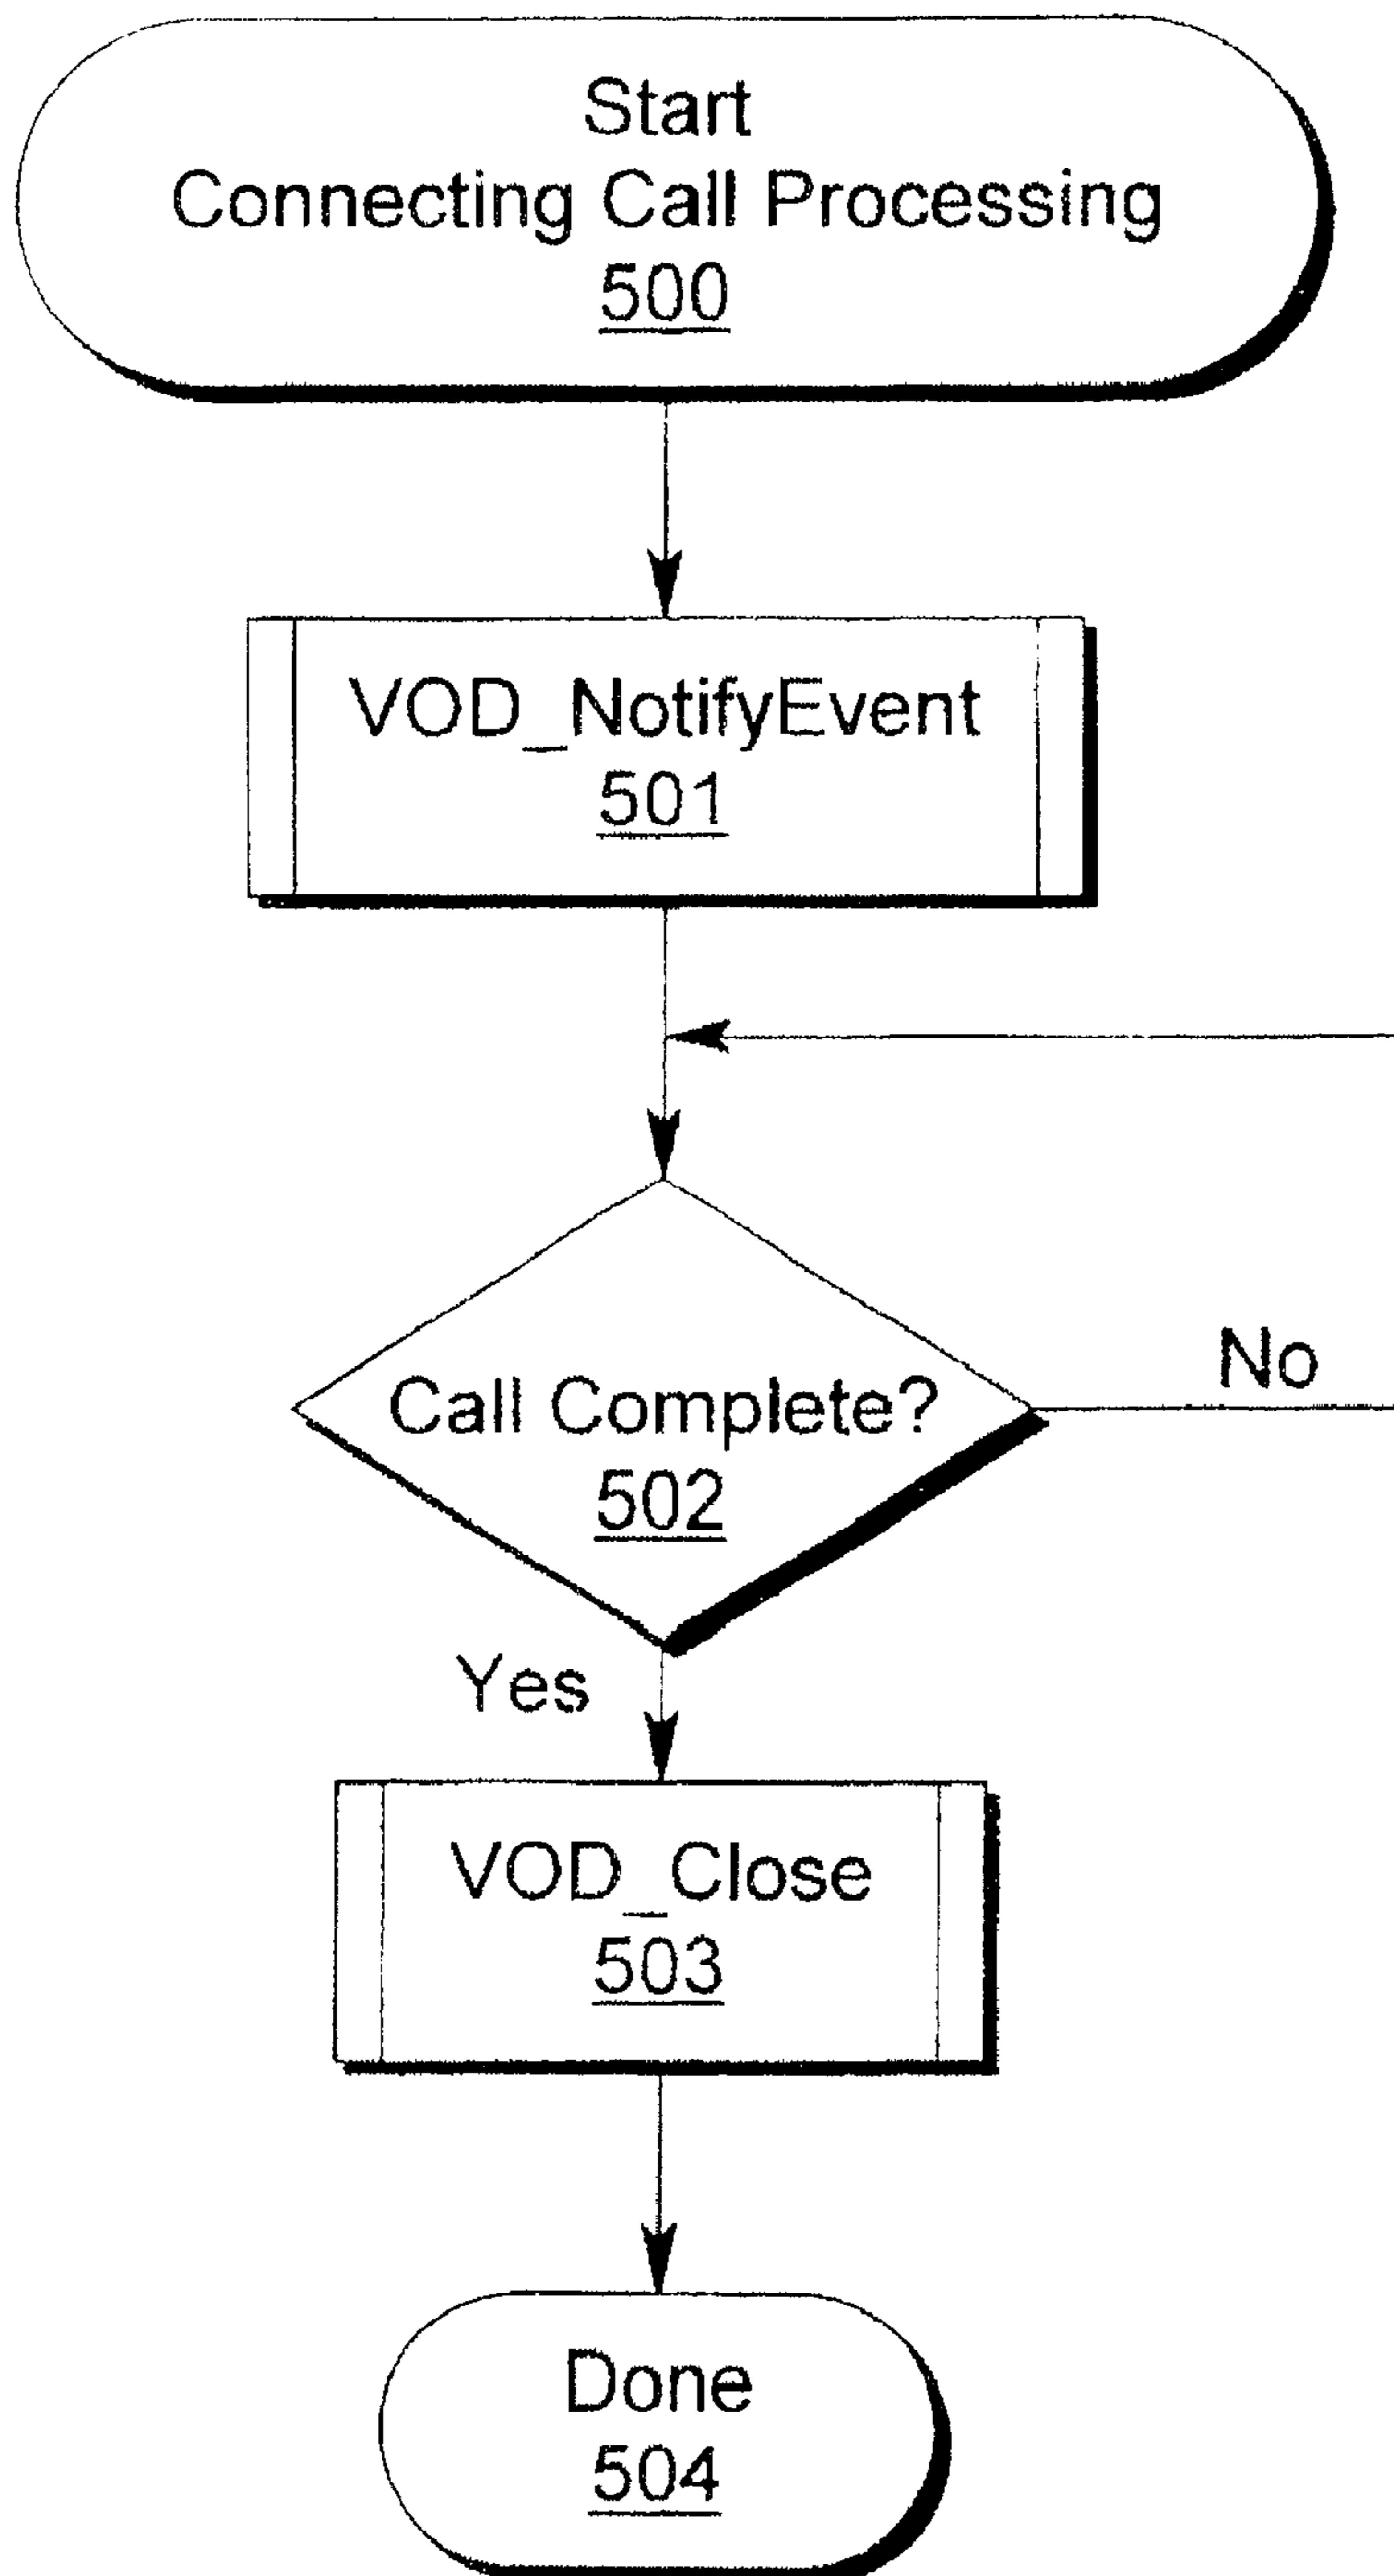 Start
Connecting Call Processing
500
VOD_NotifyEvent
501
Call Complete?
502
No
Yes
VOD_Close
503
Done
504